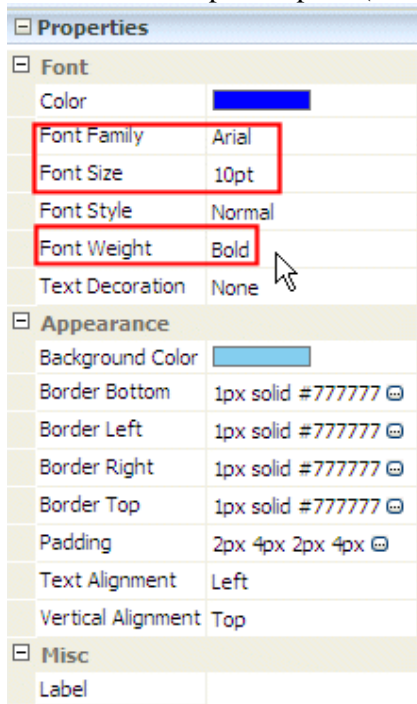 Properties
Font
Color
Font Family Arial
Font Size 10pt
Font Style Normal
Font Weight Bold
Text Decoration None
Appearance
Background Color
Border Bottom 1px solid #777777
Border Left 1px solid #777777
Border Right 1px solid #777777
Border Top 1px solid #777777
Padding 2px 4px 2px 4px
Text Alignment Left
Vertical Alignment Top
Misc
Label